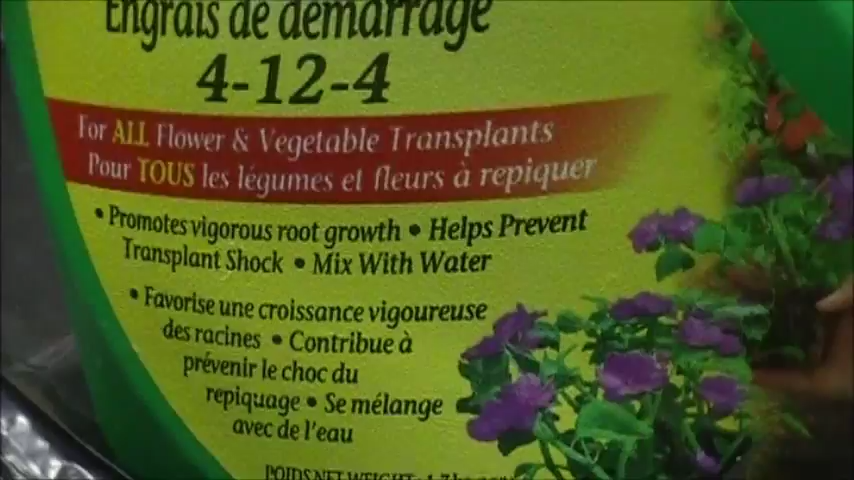 Engrais de démarrage
4-12-4
For ALL Flower & Vegetable Transplants
Pour TOUS les légumes et fleurs à repiquer
• Promotes vigorous root growth • Helps Prevent
Transplant Shock • Mix With Water
• Favorise une croissance vigoureuse
des racines • Contribue à
prévenir le choc du
repiquage • Se mélange
avec de l'eau
POIDS NET WEIGHT: